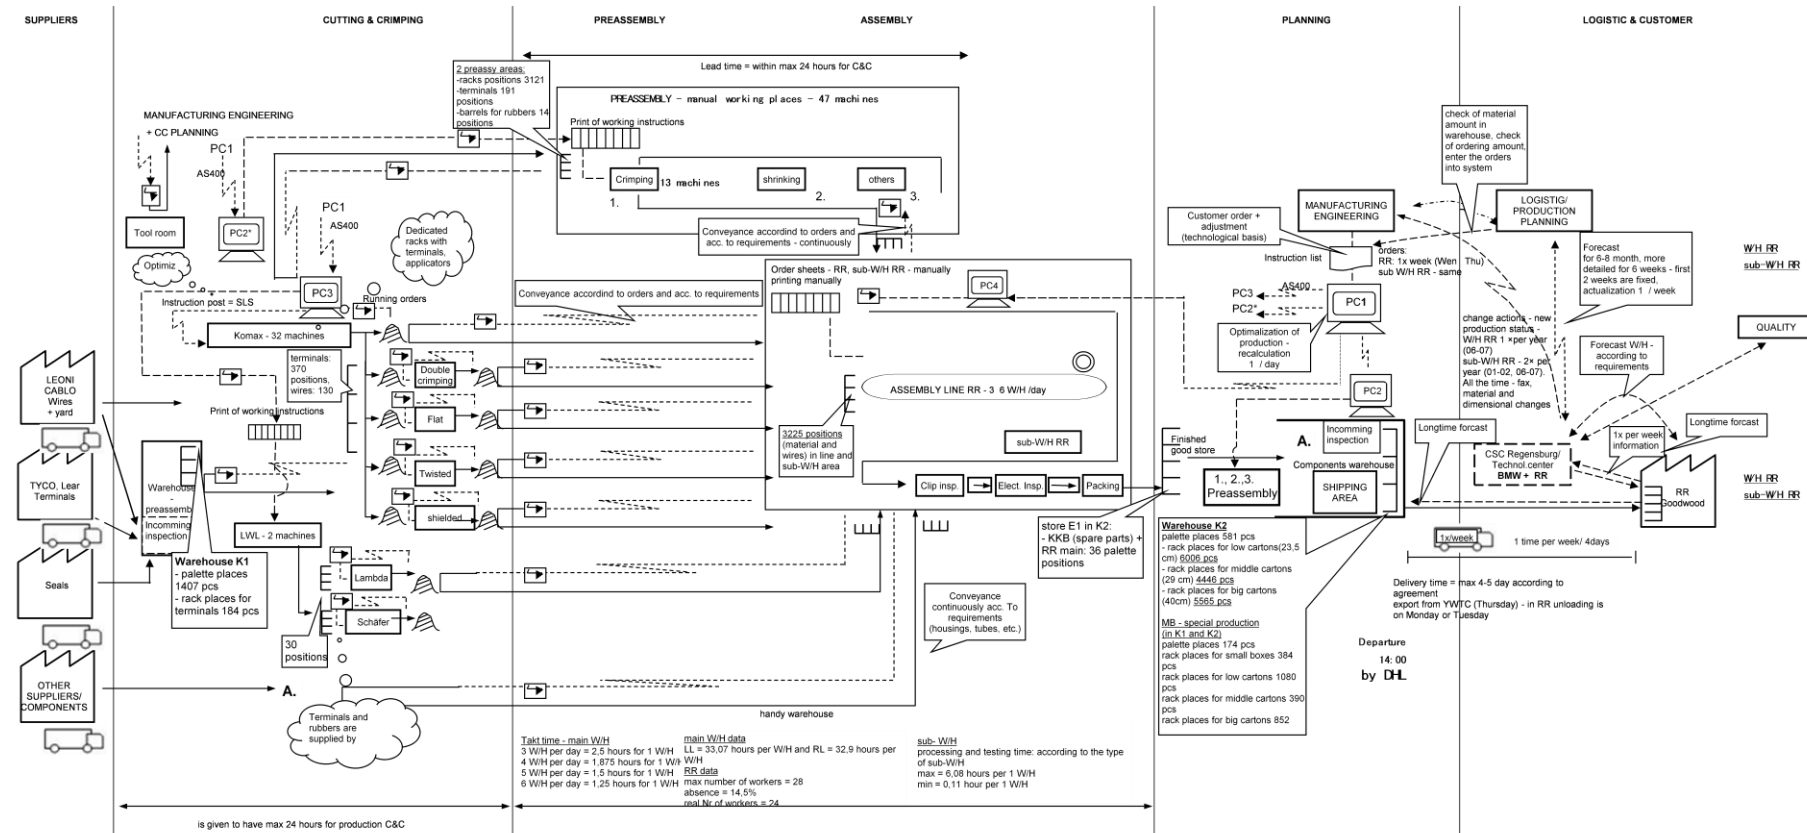 SUPPLIERS
CUTTING & CRIMPING
PREASSEMBLY
ASSEMBLY
PLANNING
LOGISTIC & CUSTOMER
Lead time = within max 24 hours for C&C
2 preassy areas:
-racks positions 3121
-terminals 191
positions
-barrels for rubbers 14
positions
PREASSEMBLY - manual working places - 47 machines
Print of working instructions
Crimping
13 machines
shrinking
others
1.
2.
3.
Conveyance accordind to orders and
acc. to requirements - continuously
MANUFACTURING ENGINEERING
+ CC PLANNING
PC1
AS400
Tool room
PC2*
Optimiz
PC1
AS400
Dedicated
racks with
terminals,
applicators
PC3
Instruction post = SLS
Running orders
Komax - 32 machines
terminals:
370
positions,
wires: 130
Double
crimping
Flat
Twisted
shielded
Print of working instructions
LWL - 2 machines
Lambda
Schäfer
30
positions
A.
Terminals and
rubbers are
supplied by
LEONI
CABLO
Wires
+ yard
TYCO, Lear
Terminals
Seals
OTHER
SUPPLIERS/
COMPONENTS
Warehouse
-
preassemb
Incomming
inspection
Warehouse K1
- palette places
1407 pcs
- rack places for
terminals 184 pcs
Conveyance accordind to orders and acc. to requirements
Order sheets - RR, sub-W/H RR - manually
printing manually
PC4
ASSEMBLY LINE RR - 3 6 W/H /day
3225 positions
(material and
wires) in line and
sub-W/H area
sub-W/H RR
Clip insp.
Elect. Insp.
Packing
store E1 in K2:
- KKB (spare parts) +
RR main: 36 palette
positions
Conveyance
continuously acc. To
requirements
(housings, tubes, etc.)
handy warehouse
Takt time - main W/H
3 W/H per day = 2,5 hours for 1 W/H
4 W/H per day = 1,875 hours for 1 W/H
5 W/H per day = 1,5 hours for 1 W/H
6 W/H per day = 1,25 hours for 1 W/H
main W/H data
LL = 33,07 hours per W/H and RL = 32,9 hours per
W/H
RR data
max number of workers = 28
absence = 14,5%
real Nr of workers = 24
sub- W/H
processing and testing time: according to the type
of sub-W/H
max = 6,08 hours per 1 W/H
min = 0,11 hour per 1 W/H
is given to have max 24 hours for production C&C
Customer order +
adjustment
(technological basis)
MANUFACTURING
ENGINEERING
Instruction list
orders:
RR: 1x week (Wen Thu)
sub W/H RR - same
check of material
amount in
warehouse, check
of ordering amount,
enter the orders
into system
LOGISTIG/
PRODUCTION
PLANNING
PC3
PC2*
AS400
PC1
Optimalization of
production -
recalculation
1 / day
PC2
Forecast
for 6-8 month, more
detailed for 6 weeks - first
2 weeks are fixed,
actualization 1 / week
change actions - new
production status -
W/H RR 1 ×per year
(06-07)
sub-W/H RR - 2× per
year (01-02, 06-07).
All the time - fax,
material and
dimensional changes
Forecast W/H -
according to
requirements
QUALITY
W/H RR
sub-W/H RR
Finished
good store
1., 2.,3.
Preassembly
A.
Incomming
inspection
Components warehouse
SHIPPING
AREA
Longtime forcast
Longtime forcast
1x per week
information
CSC Regensburg/
Technol.center
BMW + RR
RR
Goodwood
W/H RR
sub-W/H RR
1x/week
1 time per week/ 4days
Delivery time = max 4-5 day according to
agreement
export from YWTC (Thursday) - in RR unloading is
on Monday or Tuesday
Departure
14:00
by DHL
Warehouse K2
palette places 581 pcs
- rack places for low cartons(23,5
cm) 6006 pcs
- rack places for middle cartons
(29 cm) 4446 pcs
- rack places for big cartons
(40cm) 5565 pcs
MB - special production
(in K1 and K2)
palette places 174 pcs
rack places for small boxes 384
pcs
rack places for low cartons 1080
pcs
rack places for middle cartons 390
pcs
rack places for big cartons 852